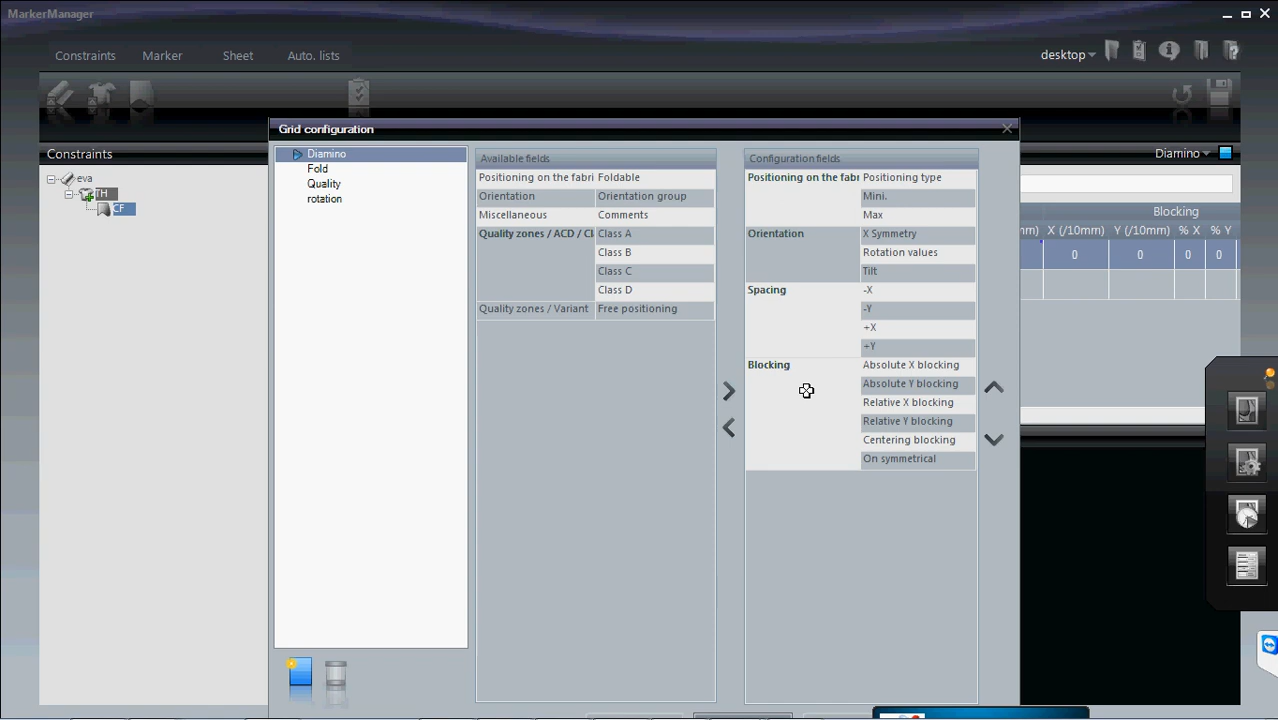 MarkerManager
Constraints Marker Sheet Auto. lists
desktop
Grid configuration
Constraints
eva
TH
CF
Diamino
Fold
Quality
rotation
Available fields
Positioning on the fabri Foldable
Orientation Orientation group
Miscellaneous Comments
Quality zones / ACD / Cl Class A
Class B
Class C
Class D
Quality zones / Variant Free positioning
Configuration fields
Positioning on the fabr Positioning type
Mini.
Max
Orientation X Symmetry
Rotation values
Tilt
Spacing -X
-Y
+X
+Y
Blocking Absolute X blocking
Absolute Y blocking
Relative X blocking
Relative Y blocking
Centering blocking
On symmetrical
Diamino
Blocking
mm) X (/10mm) Y (/10mm) % X % Y
0 0 0 0